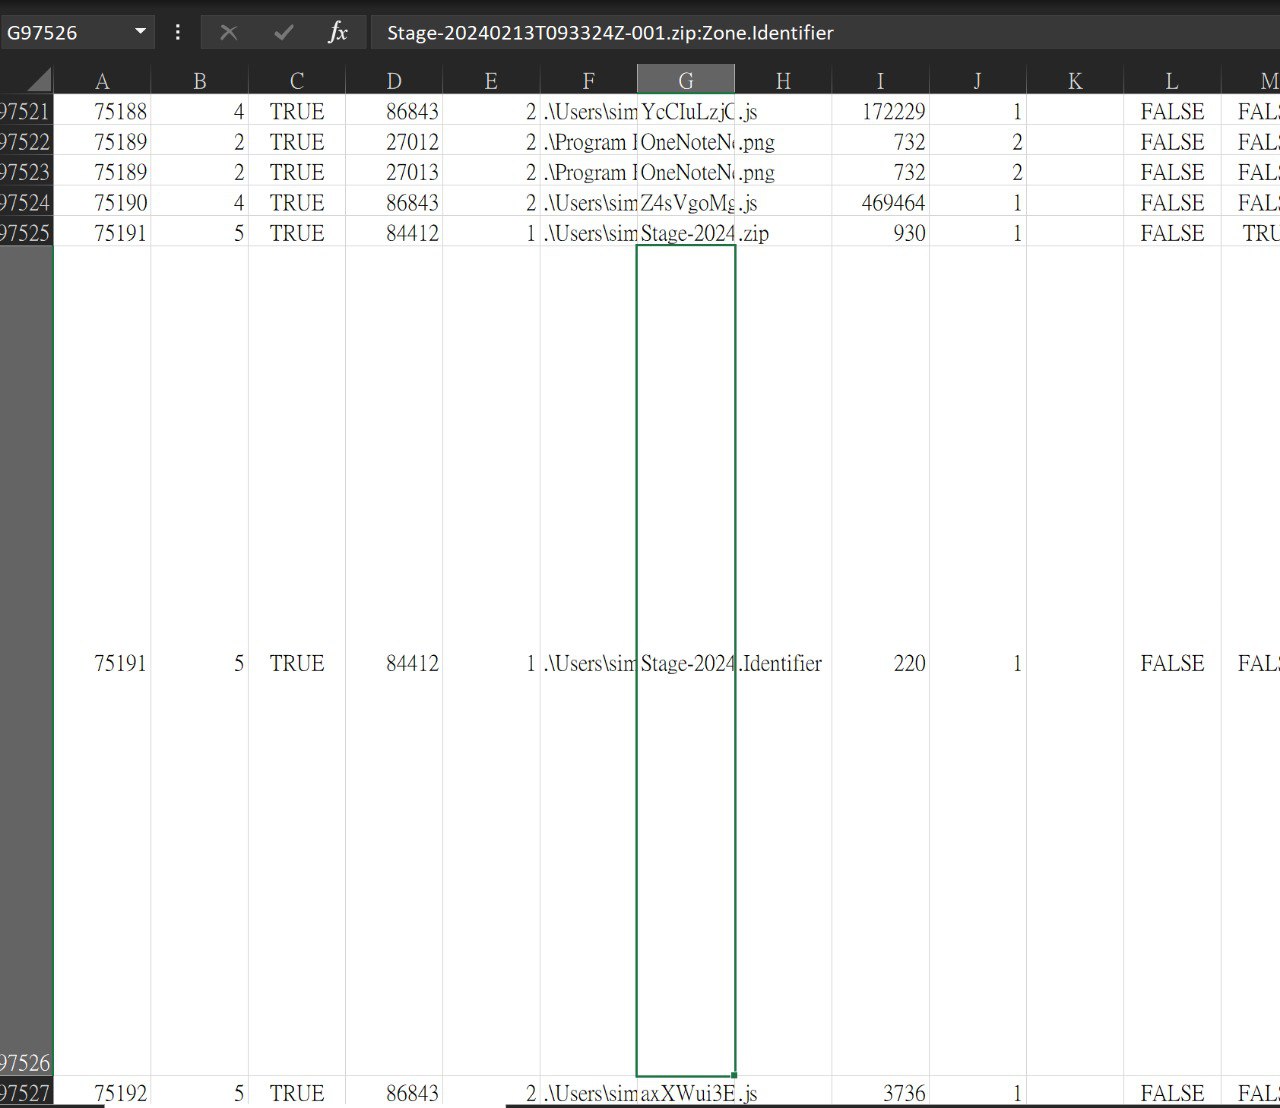 G97526 fx Stage-20240213T093324Z-001.zip:Zone.Identifier
A B C D E F G H I J K L M
97521 75188 4 TRUE 86843 2 .\Users\sim YcCIuLzj .js 172229 1 FALSE FALS
97522 75189 2 TRUE 27012 2 .\Program OneNoteN .png 732 2 FALSE FALS
97523 75189 2 TRUE 27013 2 .\Program OneNoteN .png 732 2 FALSE FALS
97524 75190 4 TRUE 86843 2 .\Users\sim Z4sVgoMg .js 469464 1 FALSE FALS
97525 75191 5 TRUE 84412 1 .\Users\sim Stage-2024 .zip 930 1 FALSE TRU
75191 5 TRUE 84412 1 .\Users\sim Stage-2024 .Identifier 220 1 FALSE FALS
97526
97527 75192 5 TRUE 86843 2 .\Users\sim axXWui3E .js 3736 1 FALSE FALS